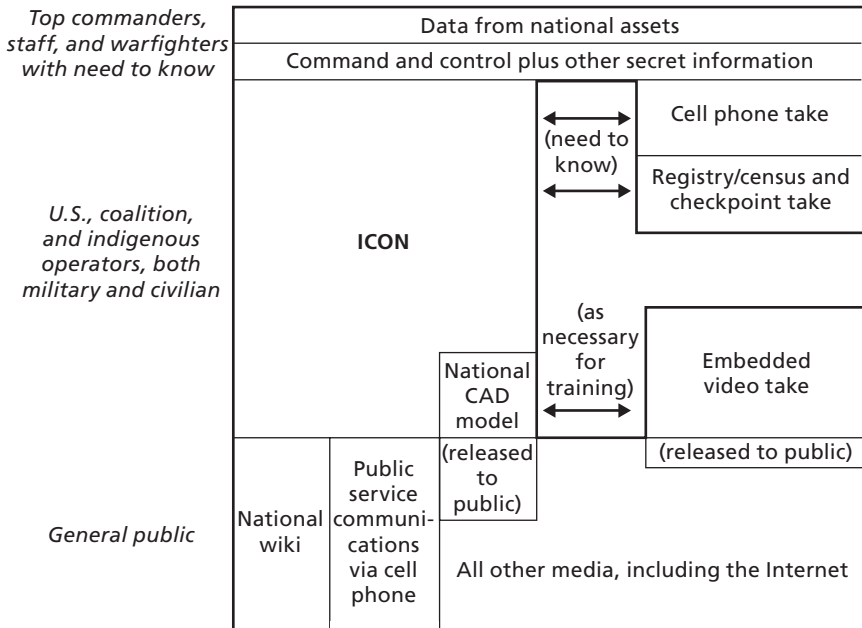 Top commanders,
staff, and warfighters
with need to know
Data from national assets
Command and control plus other secret information
U.S., coalition,
and indigenous
operators, both
military and civilian
ICON
(need to
know)
Cell phone take
Registry/census and
checkpoint take
(as
necessary
for
training)
National
CAD
model
Embedded
video take
General public
National
wiki
Public
service
communi-
cations
via cell
phone
(released
to
public)
(released to public)
All other media, including the Internet